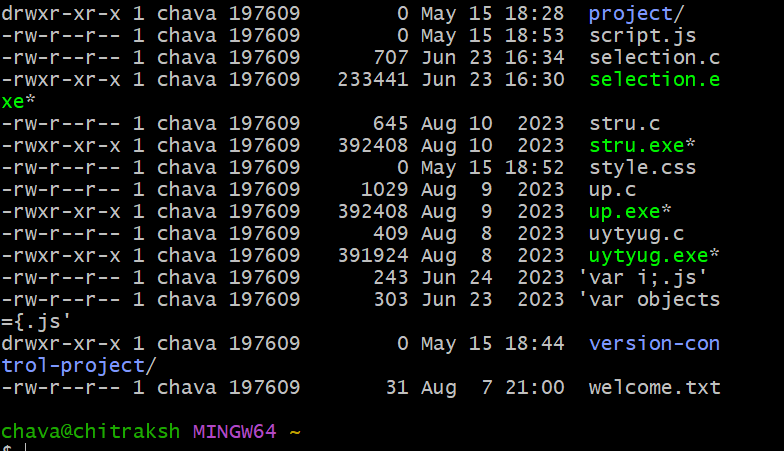 drwxr-xr-x 1 chava 197609      0 May 15 18:28  project/
-rw-r--r-- 1 chava 197609      0 May 15 18:53  script.js
-rw-r--r-- 1 chava 197609    707 Jun 23 16:34  selection.c
-rwxr-xr-x 1 chava 197609 233441 Jun 23 16:30  selection.e
xe*
-rw-r--r-- 1 chava 197609    645 Aug 10  2023  stru.c
-rwxr-xr-x 1 chava 197609 392408 Aug 10  2023  stru.exe*
-rw-r--r-- 1 chava 197609      0 May 15 18:52  style.css
-rw-r--r-- 1 chava 197609   1029 Aug  9  2023  up.c
-rwxr-xr-x 1 chava 197609 392408 Aug  9  2023  up.exe*
-rw-r--r-- 1 chava 197609    409 Aug  8  2023  uytyug.c
-rwxr-xr-x 1 chava 197609 391924 Aug  8  2023  uytyug.exe*
-rw-r--r-- 1 chava 197609    243 Jun 24  2023 'var i;.js'
-rw-r--r-- 1 chava 197609    303 Jun 23  2023 'var objects
={.js'
drwxr-xr-x 1 chava 197609      0 May 15 18:44  version-con
trol-project/
-rw-r--r-- 1 chava 197609     31 Aug  7 21:00  welcome.txt
chava@chitraksh MINGW64 ~
$